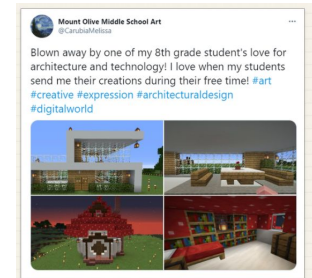 Mount Olive Middle School Art
@CarubiaMelissa
Blown away by one of my 8th grade student's love for
architecture and technology! I love when my students
send me their creations during their free time! #art
#creative #expression #architecturaldesign
#digitalworld